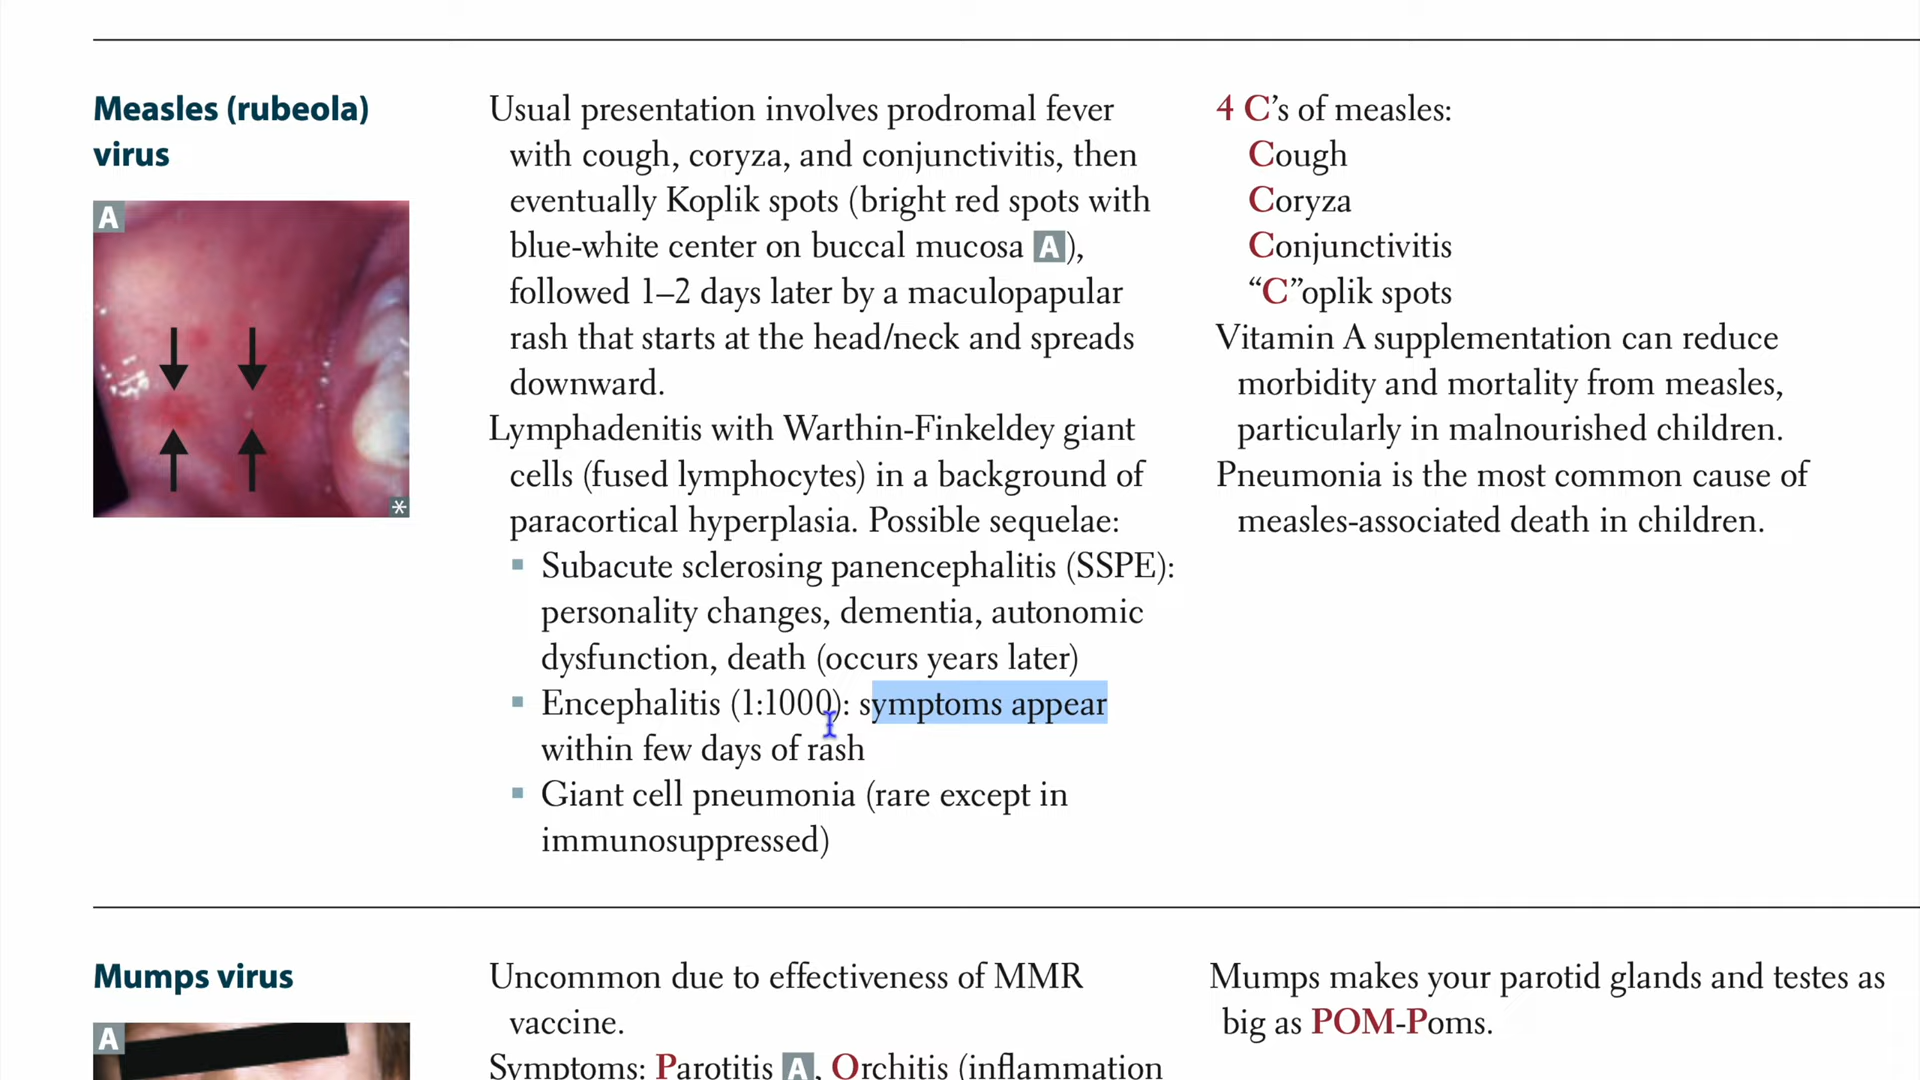 Measles (rubeola)
virus
A
*
Usual presentation involves prodromal fever
with cough, coryza, and conjunctivitis, then
eventually Koplik spots (bright red spots with
blue-white center on buccal mucosa A),
followed 1–2 days later by a maculopapular
rash that starts at the head/neck and spreads
downward.
Lymphadenitis with Warthin-Finkeldey giant
cells (fused lymphocytes) in a background of
paracortical hyperplasia. Possible sequelae:
▪ Subacute sclerosing panencephalitis (SSPE):
personality changes, dementia, autonomic
dysfunction, death (occurs years later)
▪ Encephalitis (1:1000): symptoms appear
within few days of rash
▪ Giant cell pneumonia (rare except in
immunosuppressed)
4 C’s of measles:
Cough
Coryza
Conjunctivitis
“C”oplik spots
Vitamin A supplementation can reduce
morbidity and mortality from measles,
particularly in malnourished children.
Pneumonia is the most common cause of
measles-associated death in children.
Mumps virus
A
Uncommon due to effectiveness of MMR
vaccine.
Symptoms: Parotitis A, Orchitis (inflammation
Mumps makes your parotid glands and testes as
big as POM-Poms.